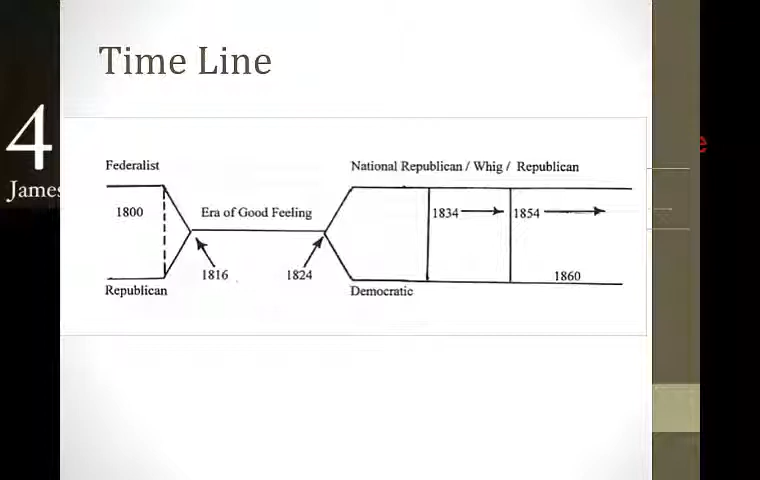 Time Line
4
James
Federalist
National Republican / Whig / Republican
1800
Era of Good Feeling
1834
1854
1816
1824
1860
Republican
Democratic